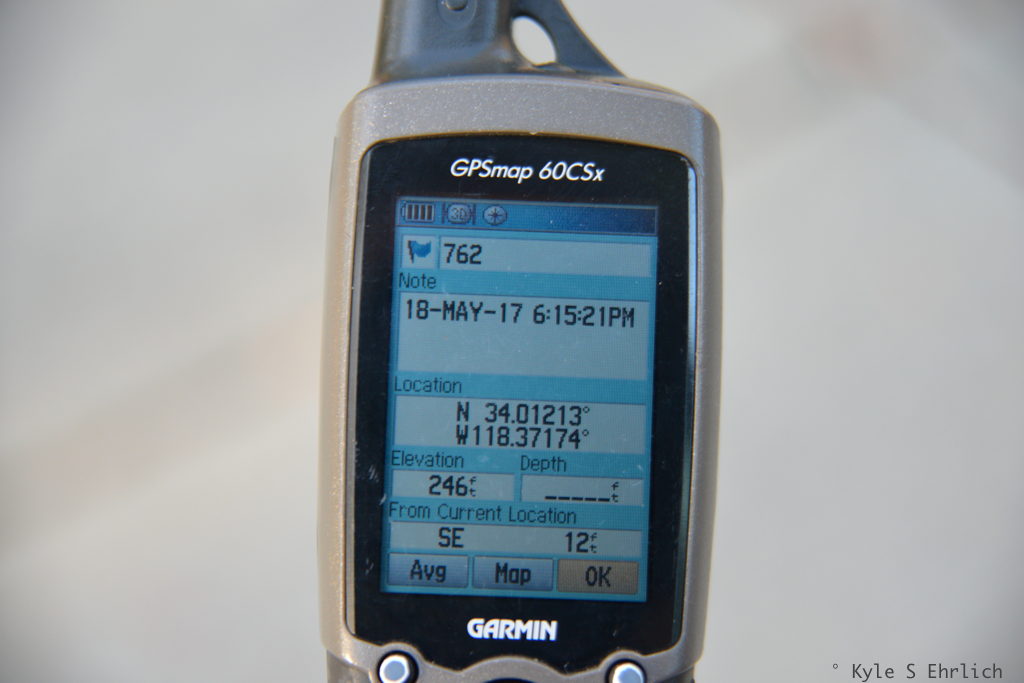 GPSmap 60CSx
3D
762
Note
18-MAY-17 6:15:21PM
Location
N 34.01213°
W118.37174°
Elevation Depth
246ft _____ft
From Current Location
SE 12ft
Avg Map OK
GARMIN
° Kyle S Ehrlich